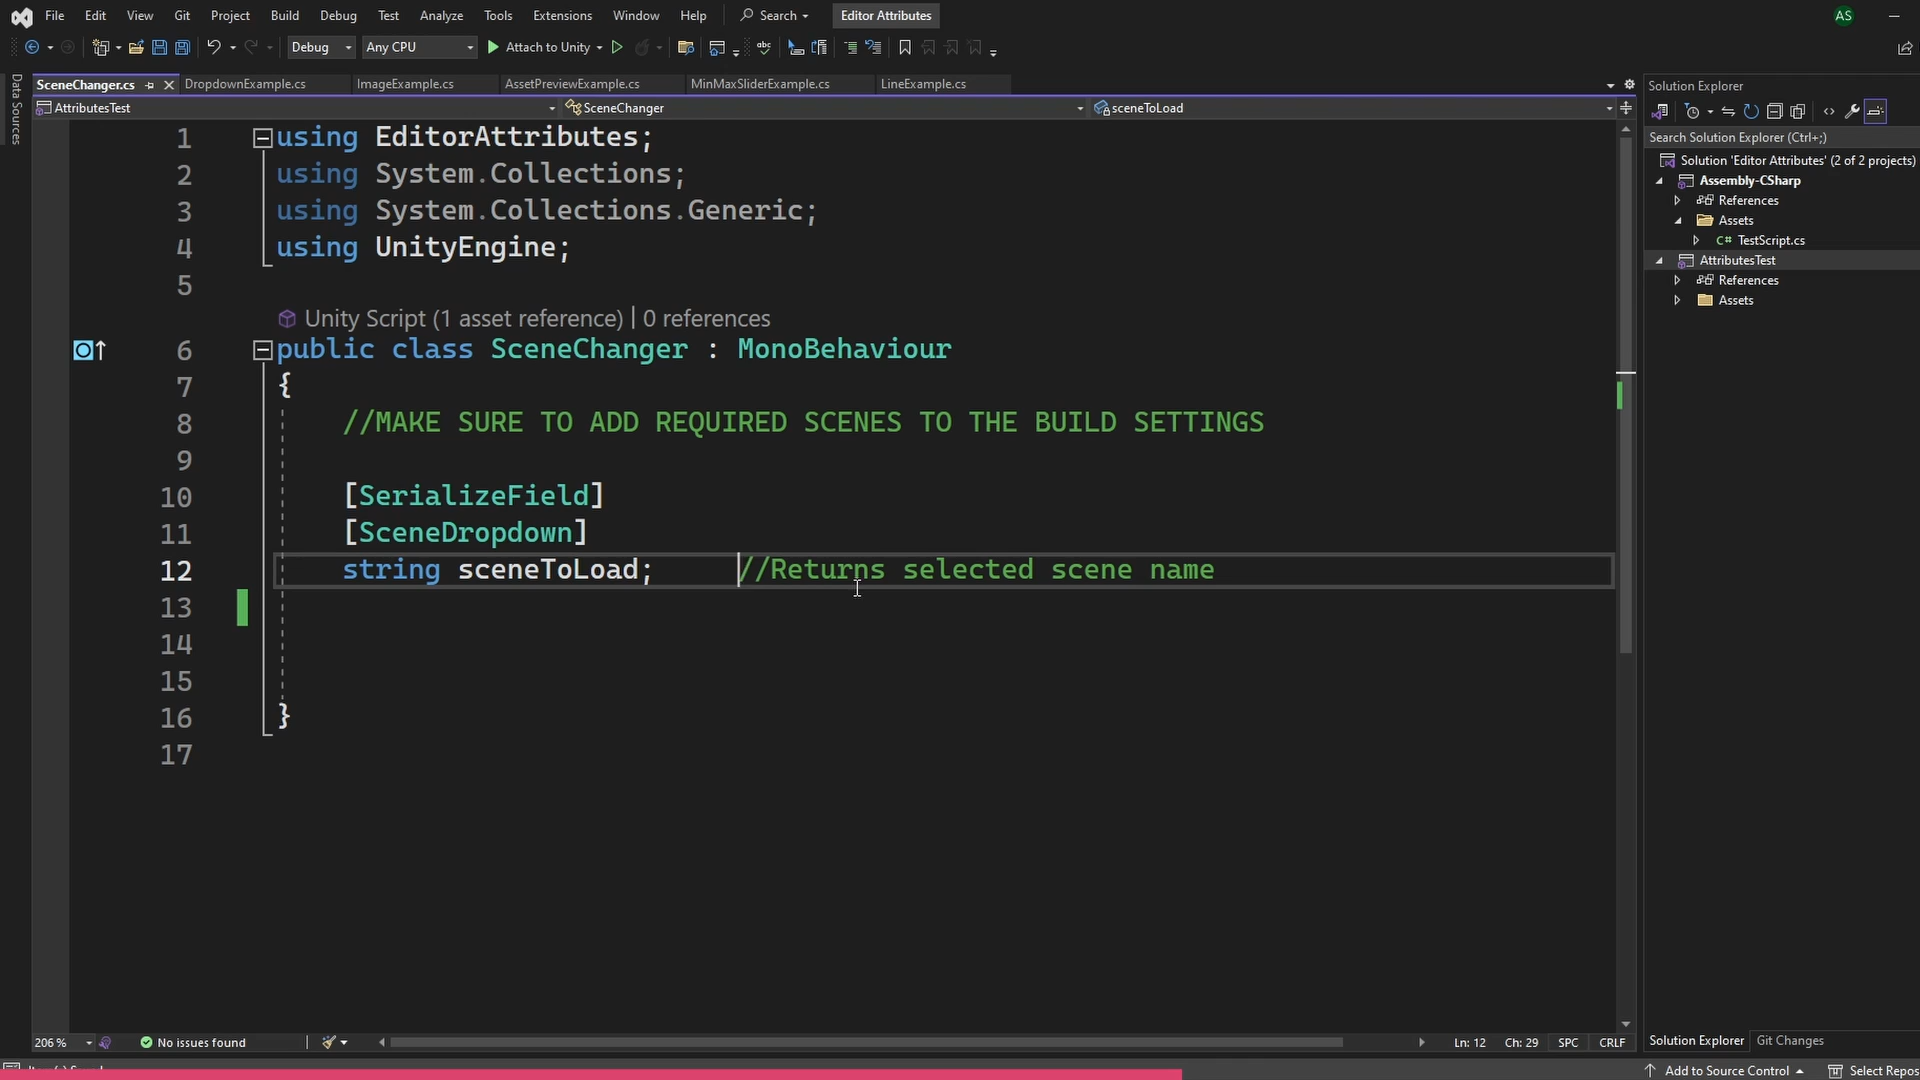 File Edit View Git Project Build Debug Test Analyze Tools Extensions Window Help Search Editor Attributes AS
Debug Any CPU Attach to Unity
SceneChanger.cs DropdownExample.cs ImageExample.cs AssetPreviewExample.cs MinMaxSliderExample.cs LineExample.cs
AttributesTest SceneChanger sceneToLoad
Data Sources
1 using EditorAttributes;
2 using System.Collections;
3 using System.Collections.Generic;
4 using UnityEngine;
5
Unity Script (1 asset reference) | 0 references
6 public class SceneChanger : MonoBehaviour
7 {
8 //MAKE SURE TO ADD REQUIRED SCENES TO THE BUILD SETTINGS
9
10 [SerializeField]
11 [SceneDropdown]
12 string sceneToLoad; //Returns selected scene name
13
14
15
16 }
17
Solution Explorer
Search Solution Explorer (Ctrl+;)
Solution 'Editor Attributes' (2 of 2 projects)
Assembly-CSharp
References
Assets
C# TestScript.cs
AttributesTest
References
Assets
206 % No issues found Ln: 12 Ch: 29 SPC CRLF
Solution Explorer Git Changes
Add to Source Control Select Repos